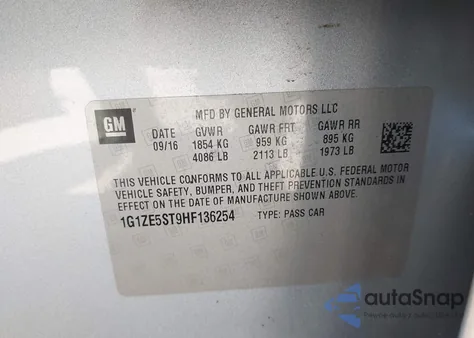 GM
MFD BY GENERAL MOTORS LLC
DATE GVWR GAWR FRT GAWR RR
09/16 1854 KG 959 KG 895 KG
4086 LB 2113 LB 1973 LB
THIS VEHICLE CONFORMS TO ALL APPLICABLE U.S. FEDERAL MOTOR
VEHICLE SAFETY, BUMPER, AND THEFT PREVENTION STANDARDS IN
EFFECT ON THE DATE OF MANUFACTURE SHOWN ABOVE.
1G1ZE5ST9HF136254 TYPE: PASS CAR
autoSnap